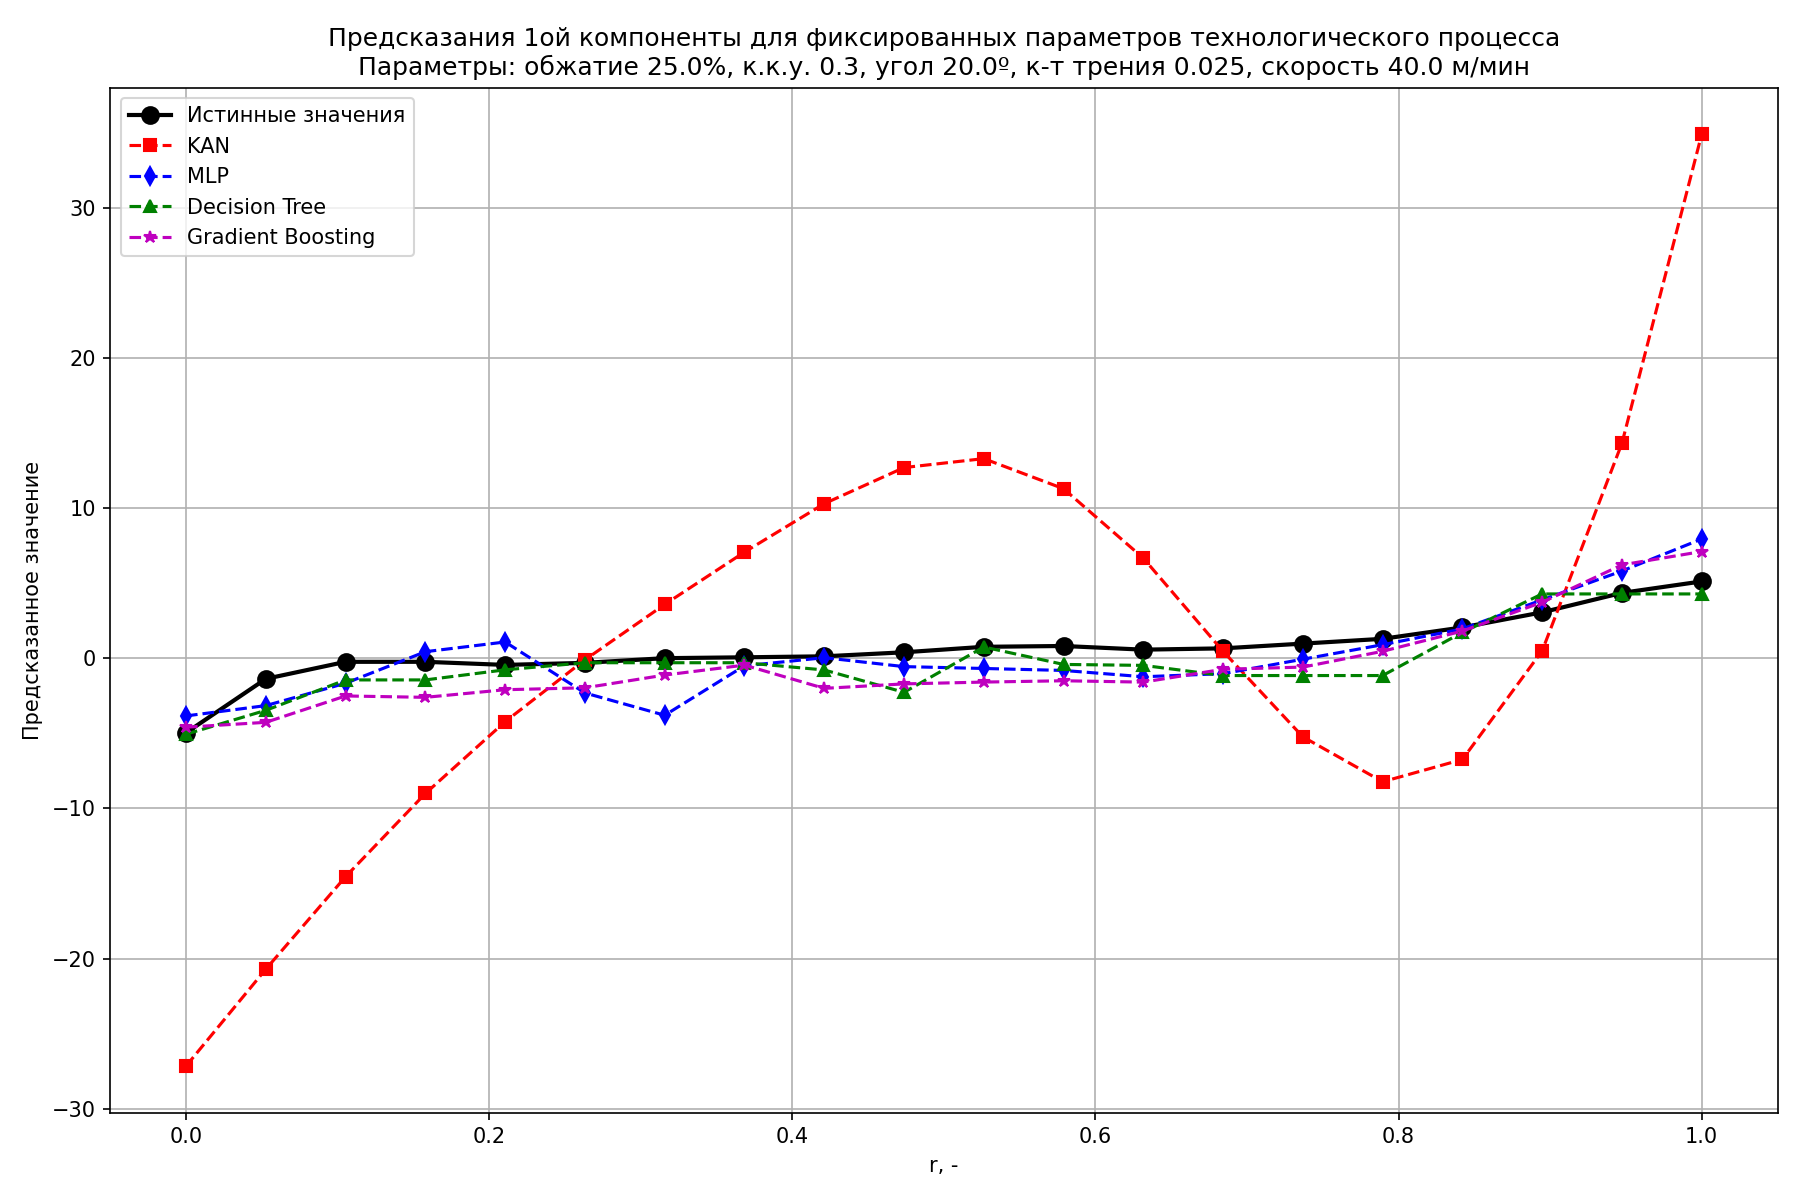 Предсказания 1ой компоненты для фиксированных параметров технологического процесса
Параметры: обжатие 25.0%, к.к.у. 0.3, угол 20.0º, к-т трения 0.025, скорость 40.0 м/мин
Истинные значения
KAN
MLP
Decision Tree
Gradient Boosting
Предсказанное значение
30
20
10
0
−10
−20
−30
0.0
0.2
0.4
0.6
0.8
1.0
r, -